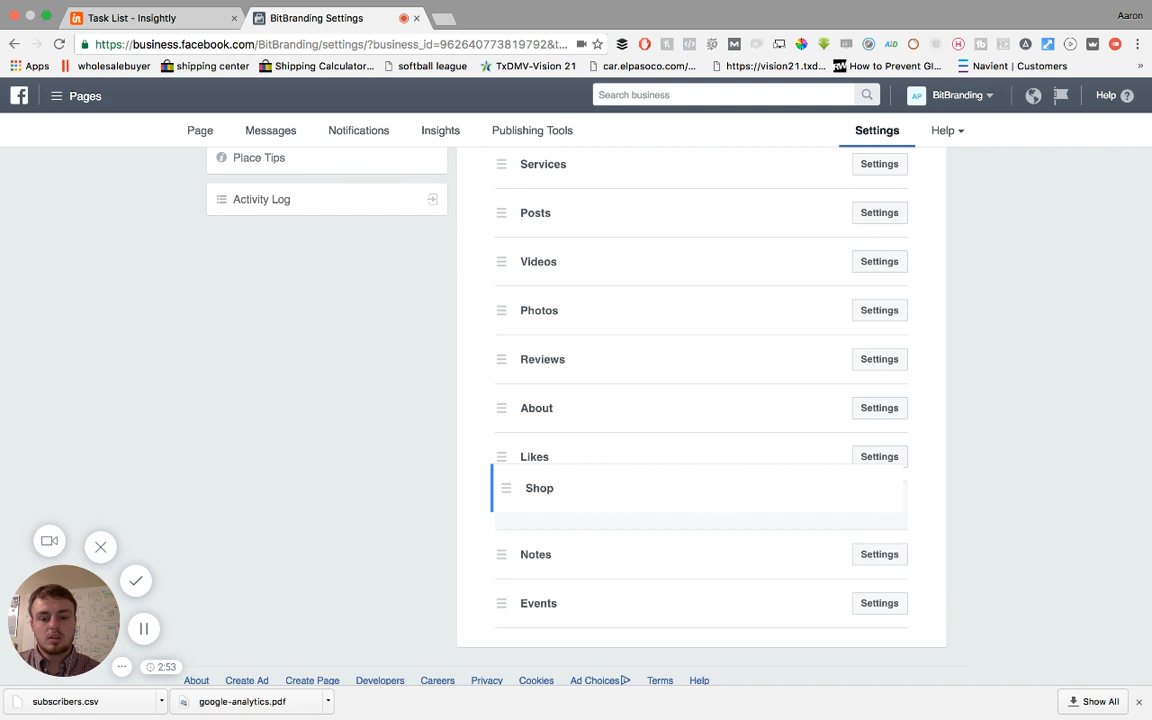 Task List - Insightly
BitBranding Settings
Aaron
https://business.facebook.com/BitBranding/settings/?business_id=962640773819792&t...
Apps
wholesalebuyer
shipping center
Shipping Calculator...
softball league
TxDMV-Vision 21
car.elpasoco.com/...
https://vision21.txd...
How to Prevent Gl...
Navient | Customers
Pages
Search business
AP
BitBranding
Help
Page
Messages
Notifications
Insights
Publishing Tools
Settings
Help
Place Tips
Activity Log
Services
Settings
Posts
Settings
Videos
Settings
Photos
Settings
Reviews
Settings
About
Settings
Likes
Settings
Shop
Notes
Settings
Events
Settings
2:53
About
Create Ad
Create Page
Developers
Careers
Privacy
Cookies
Ad Choices
Terms
Help
subscribers.csv
google-analytics.pdf
Show All